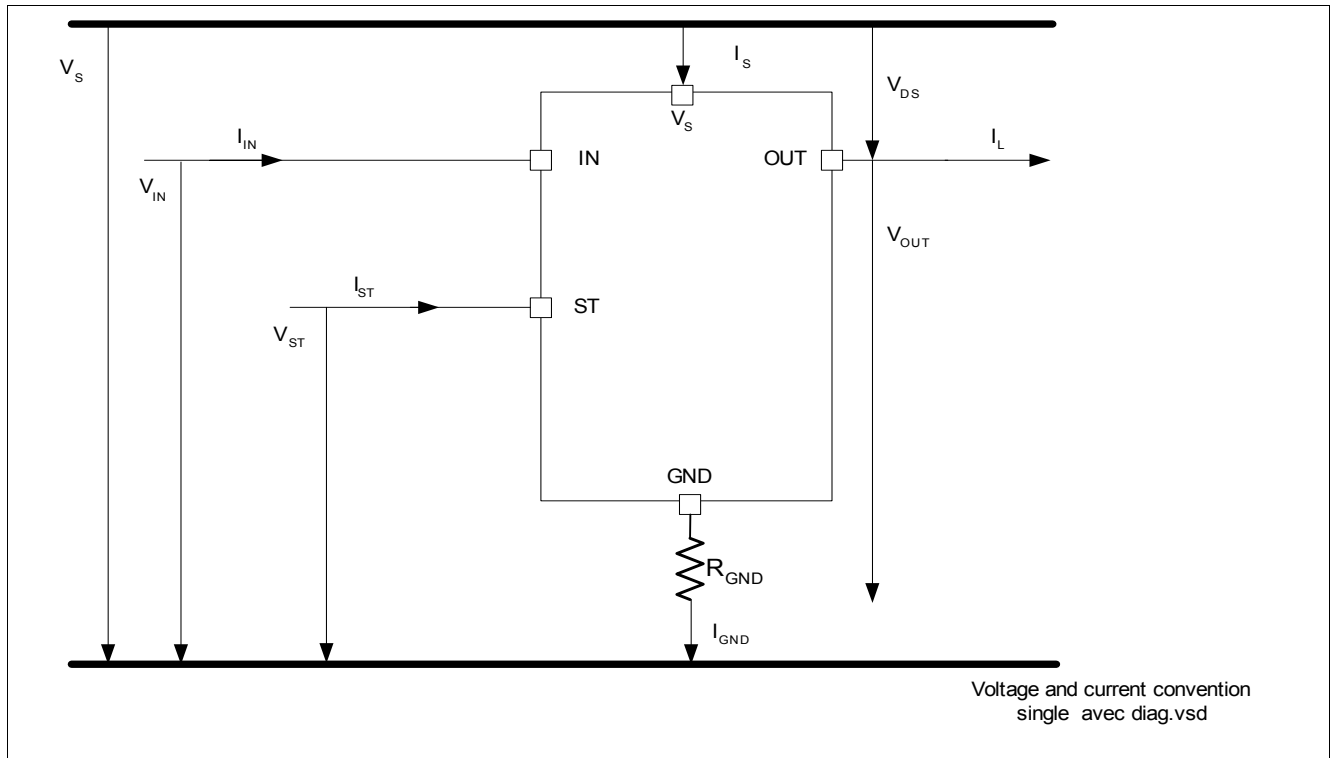 I_S
V_S
V_DS
V_S
I_IN
I_L
IN
OUT
V_IN
V_OUT
I_ST
ST
V_ST
GND
R_GND
I_GND
Voltage and current convention
single avec diag.vsd